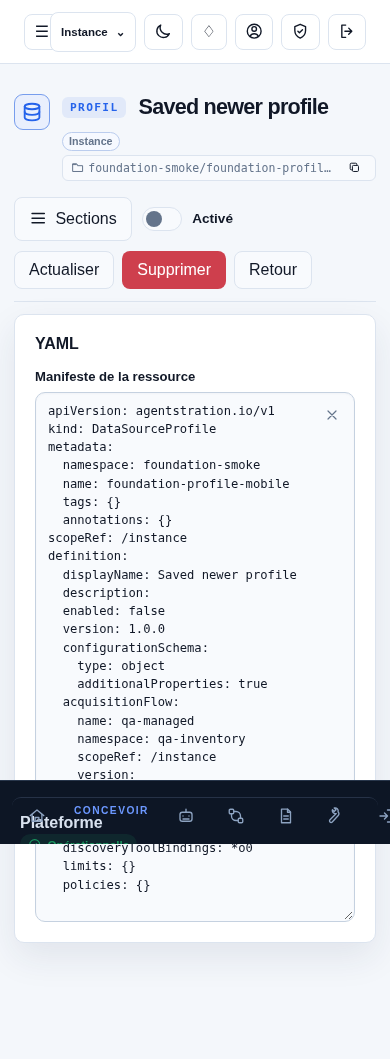 Instance
PROFIL Saved newer profile
Instance
foundation-smoke/foundation-profil…
Sections
Activé
Actualiser
Supprimer
Retour
YAML
Manifeste de la ressource
apiVersion: agentstration.io/v1
kind: DataSourceProfile
metadata:
  namespace: foundation-smoke
  name: foundation-profile-mobile
  tags: {}
  annotations: {}
scopeRef: /instance
definition:
  displayName: Saved newer profile
  description:
  enabled: false
  version: 1.0.0
  configurationSchema:
    type: object
    additionalProperties: true
  acquisitionFlow:
    name: qa-managed
    namespace: qa-inventory
    scopeRef: /instance
    version:
CONCEVOIR
Plateforme
  discoveryToolBindings: *o0
  limits: {}
  policies: {}